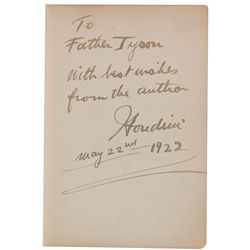 To
Father Tyson
With best wishes
from the author
Houdini
May 22nd 1922